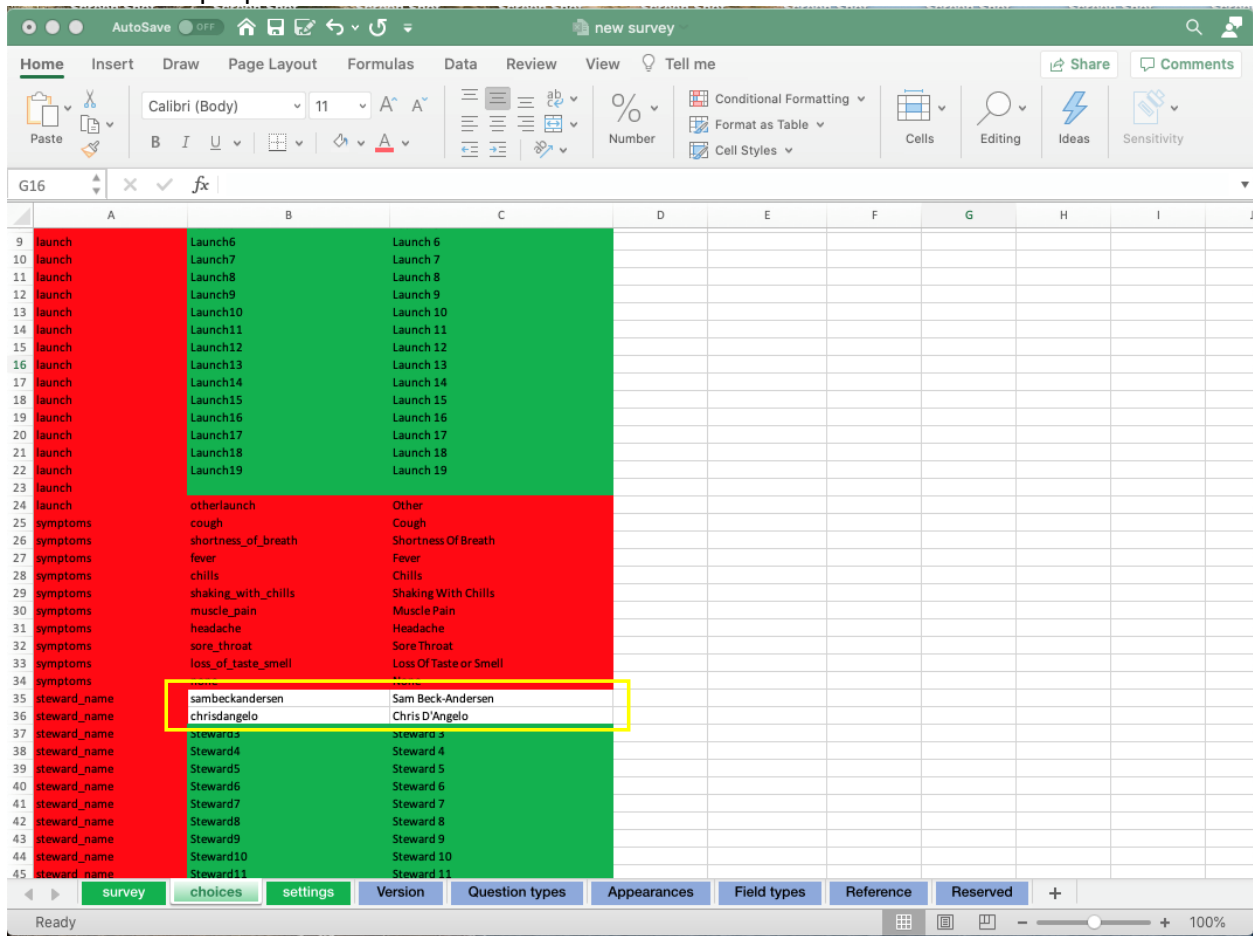 AutoSave OFF new survey
Home Insert Draw Page Layout Formulas Data Review View Tell me Share Comments
Paste Calibri (Body) 11 A^ A B I U A Number Conditional Formatting Format as Table Cell Styles Cells Editing Ideas Sensitivity
G16 fx
A B C D E F G H I J
9 launch Launch6 Launch 6
10 launch Launch7 Launch 7
11 launch Launch8 Launch 8
12 launch Launch9 Launch 9
13 launch Launch10 Launch 10
14 launch Launch11 Launch 11
15 launch Launch12 Launch 12
16 launch Launch13 Launch 13
17 launch Launch14 Launch 14
18 launch Launch15 Launch 15
19 launch Launch16 Launch 16
20 launch Launch17 Launch 17
21 launch Launch18 Launch 18
22 launch Launch19 Launch 19
23 launch
24 launch otherlaunch Other
25 symptoms cough Cough
26 symptoms shortness_of_breath Shortness Of Breath
27 symptoms fever Fever
28 symptoms chills Chills
29 symptoms shaking_with_chills Shaking With Chills
30 symptoms muscle_pain Muscle Pain
31 symptoms headache Headache
32 symptoms sore_throat Sore Throat
33 symptoms loss_of_taste_smell Loss Of Taste or Smell
34 symptoms none None
35 steward_name sambeckandersen Sam Beck-Andersen
36 steward_name chrisdangelo Chris D'Angelo
37 steward_name Steward3 Steward 3
38 steward_name Steward4 Steward 4
39 steward_name Steward5 Steward 5
40 steward_name Steward6 Steward 6
41 steward_name Steward7 Steward 7
42 steward_name Steward8 Steward 8
43 steward_name Steward9 Steward 9
44 steward_name Steward10 Steward 10
45 steward_name Steward11 Steward 11
survey choices settings Version Question types Appearances Field types Reference Reserved +
Ready 100%